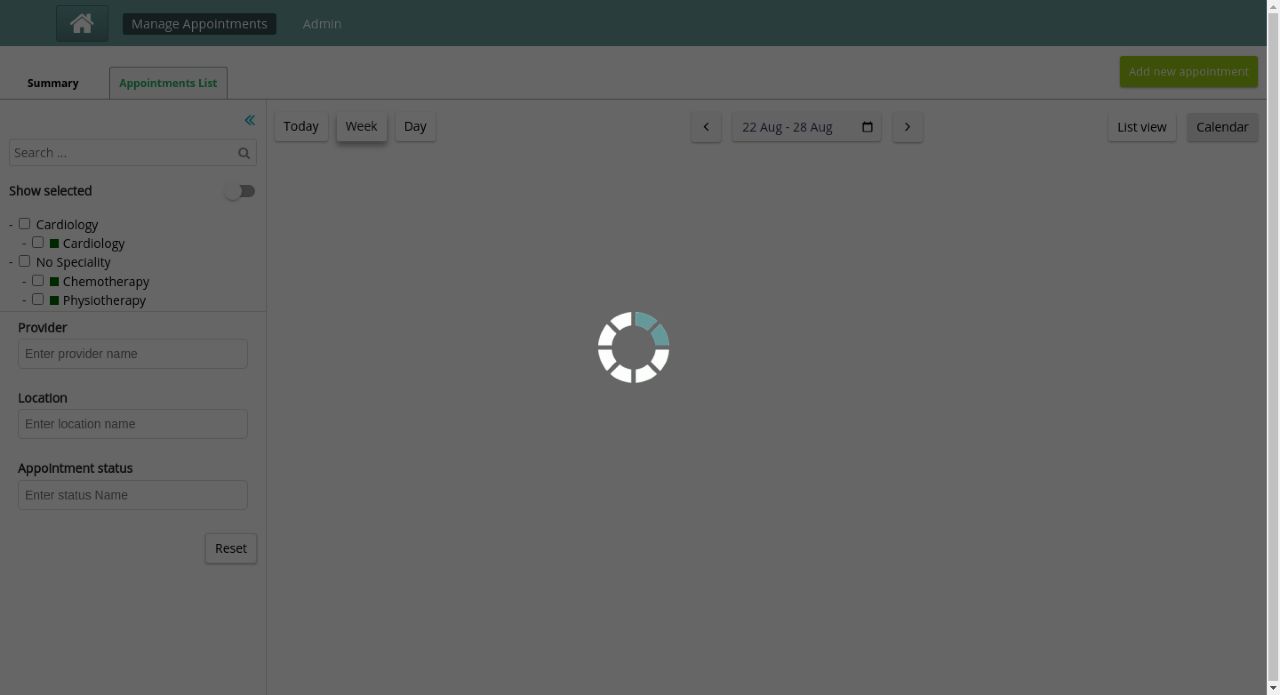 Manage Appointments
Admin
Summary
Appointments List
Add new appointment
Today
Week
Day
22 Aug - 28 Aug
List view
Calendar
Search ...
Show selected
- Cardiology
- Cardiology
- No Speciality
- Chemotherapy
- Physiotherapy
Provider
Enter provider name
Location
Enter location name
Appointment status
Enter status Name
Reset